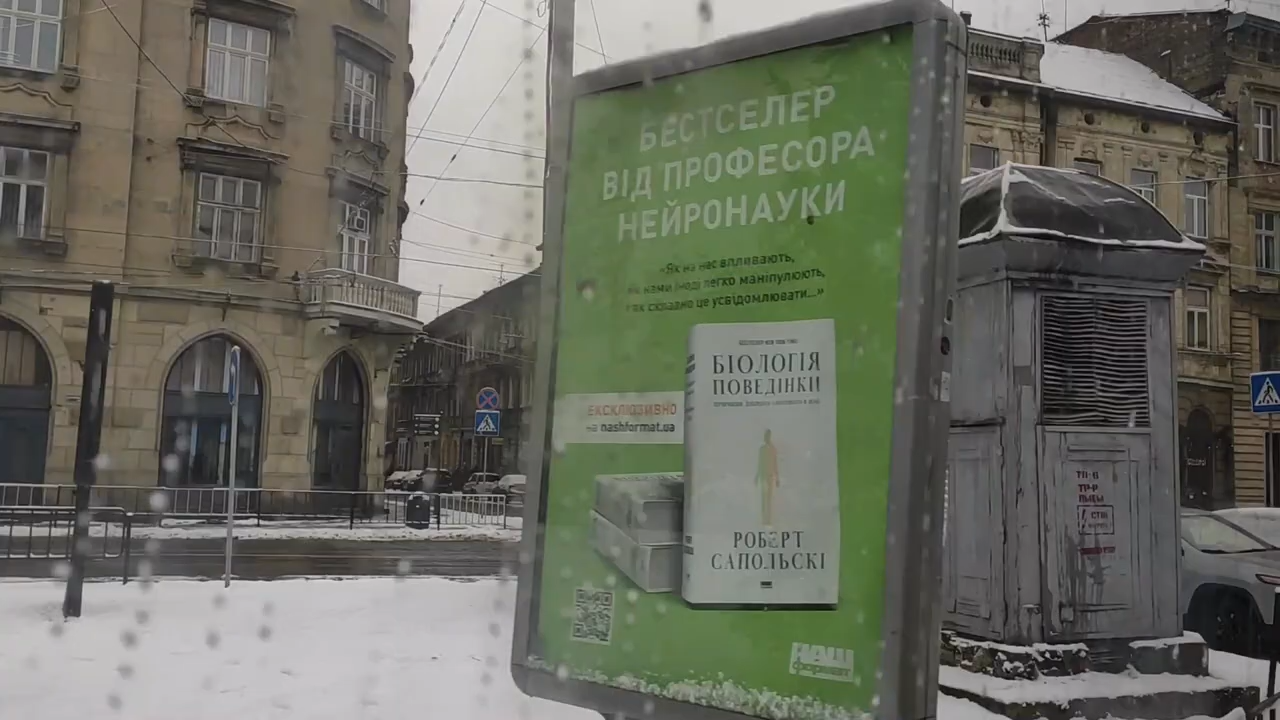 БЕСТСЕЛЕР
ВІД ПРОФЕСОРА
НЕЙРОНАУКИ
«Як на нас впливають,
як нами іноді легко маніпулюють,
і як складно це усвідомлювати...»
БІОЛОГІЯ
ПОВЕДІНКИ
ЕКСКЛЮЗИВНО
на nashformat.ua
РОБЕРТ
САПОЛЬСКІ
наш
формат